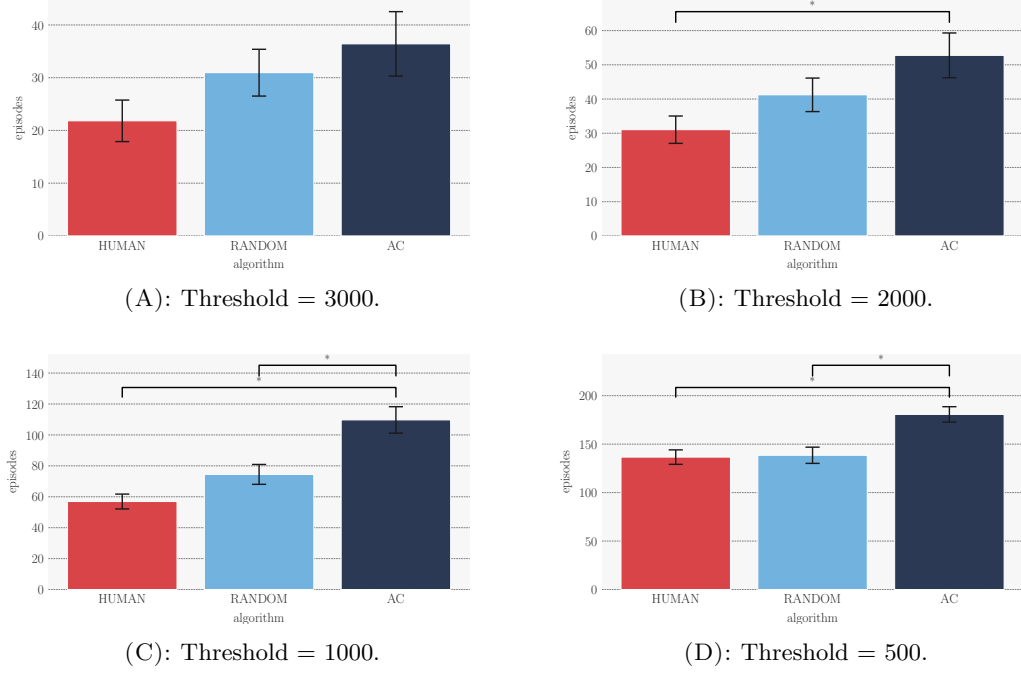 40
30
20
10
0
episodes
HUMAN RANDOM AC
algorithm
(A): Threshold = 3000.
*
60
50
40
30
20
10
0
episodes
HUMAN RANDOM AC
algorithm
(B): Threshold = 2000.
*
*
140
120
100
80
60
40
20
0
episodes
HUMAN RANDOM AC
algorithm
(C): Threshold = 1000.
*
*
200
150
100
50
0
episodes
HUMAN RANDOM AC
algorithm
(D): Threshold = 500.